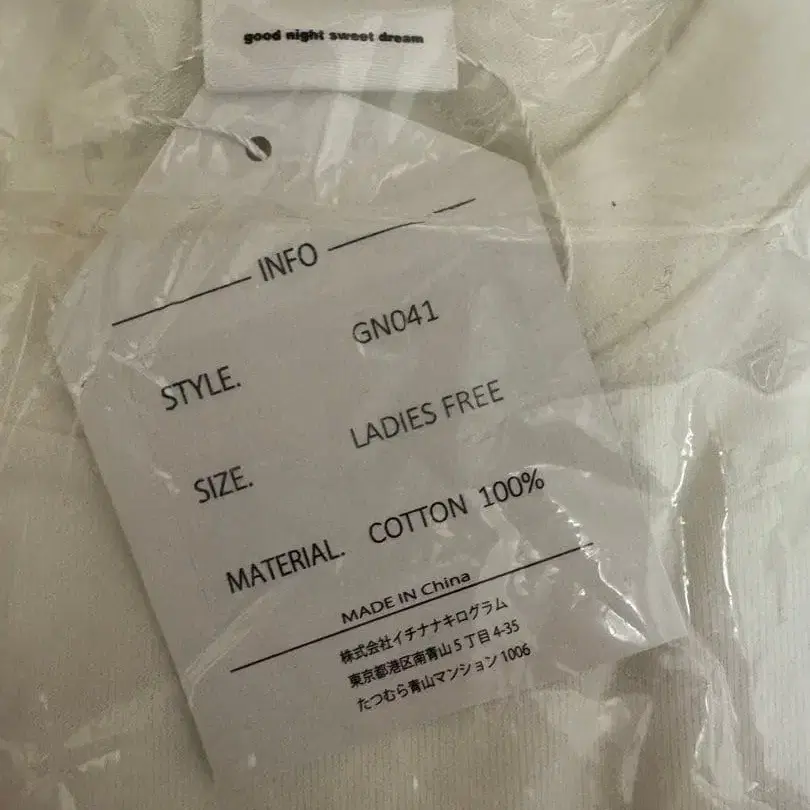 good night sweet dream
INFO
STYLE. GN041
SIZE. LADIES FREE
MATERIAL. COTTON 100%
MADE IN China
株式会社イチナナキログラム
東京都港区南青山5丁目4-35
たつむら青山マンション1006